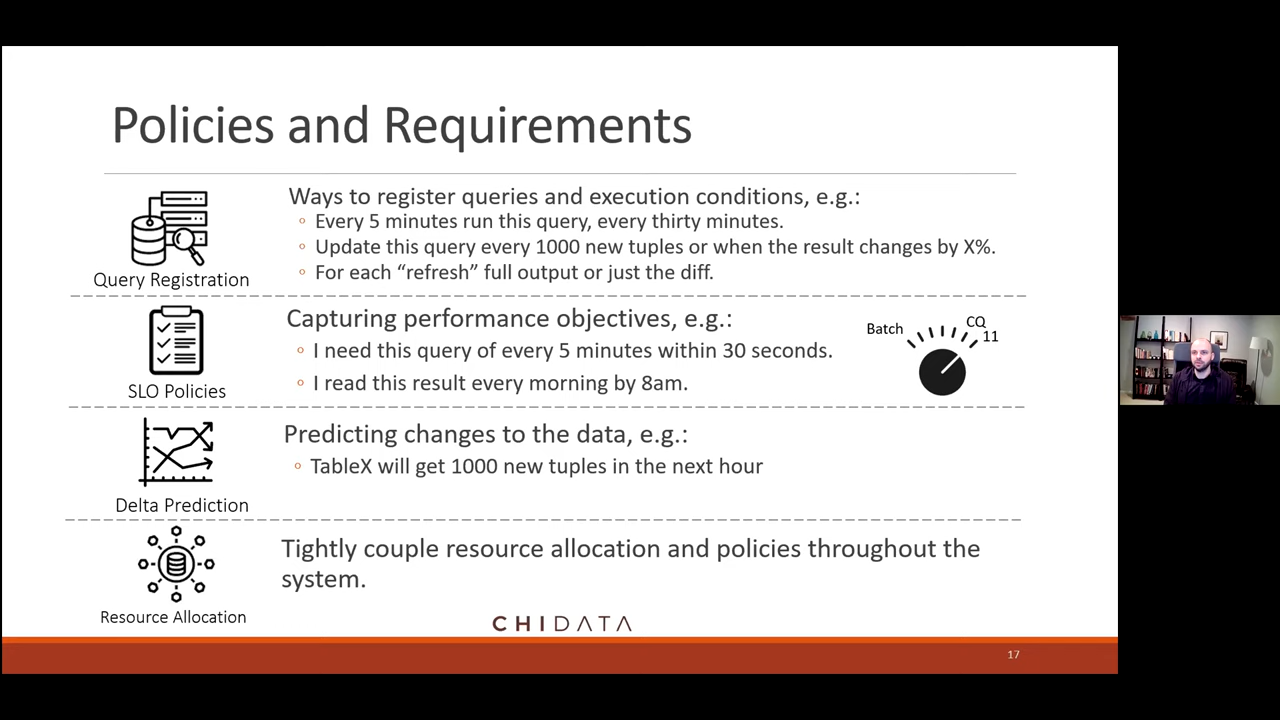 Policies and Requirements
Query Registration
Ways to register queries and execution conditions, e.g.:
Every 5 minutes run this query, every thirty minutes.
Update this query every 1000 new tuples or when the result changes by X%.
For each “refresh” full output or just the diff.
SLO Policies
Capturing performance objectives, e.g.:
I need this query of every 5 minutes within 30 seconds.
I read this result every morning by 8am.
Batch
CQ
11
Delta Prediction
Predicting changes to the data, e.g.:
TableX will get 1000 new tuples in the next hour
Resource Allocation
Tightly couple resource allocation and policies throughout the
system.
CHIDATA
17